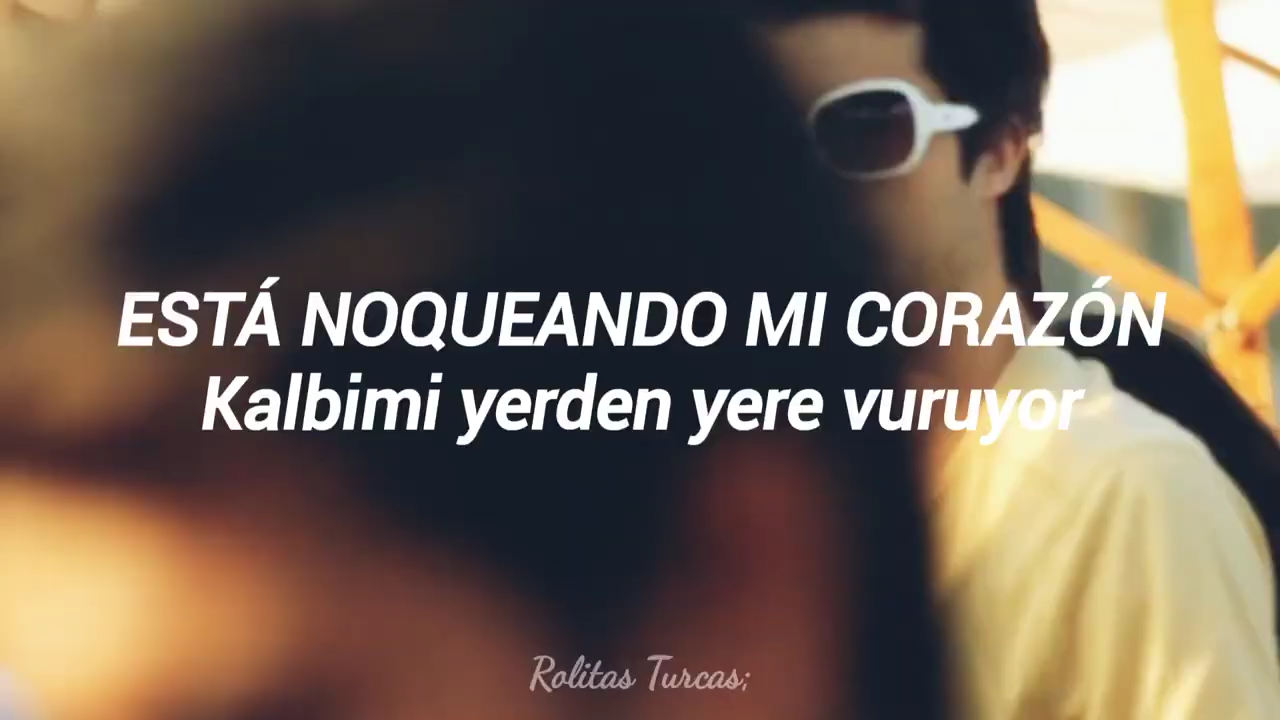 ESTÁ NOQUEANDO MI CORAZÓN
Kalbimi yerden yere vuruyor
Rolitas Turcas;